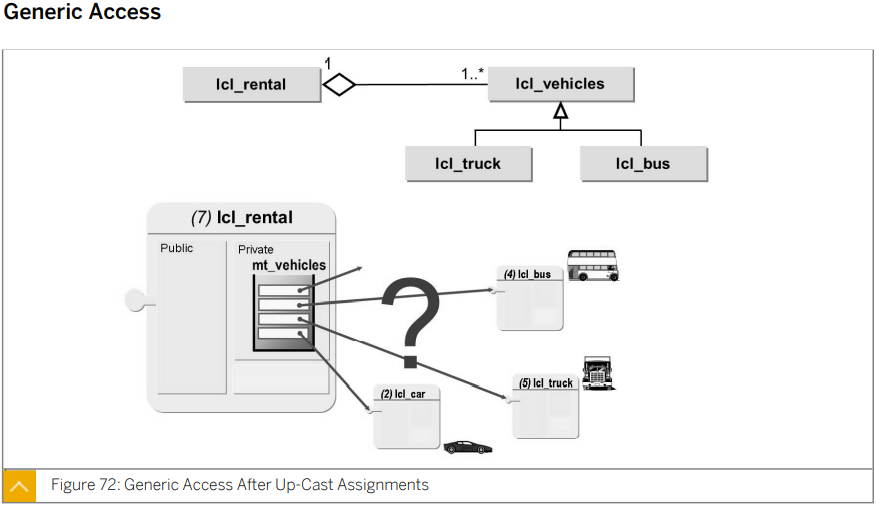 Generic Access
1
1..*
lcl_rental
lcl_vehicles
lcl_truck
lcl_bus
(7) lcl_rental
Public
Private
mt_vehicles
?
(4) lcl_bus
(5) lcl_truck
(2) lcl_car
Figure 72: Generic Access After Up-Cast Assignments